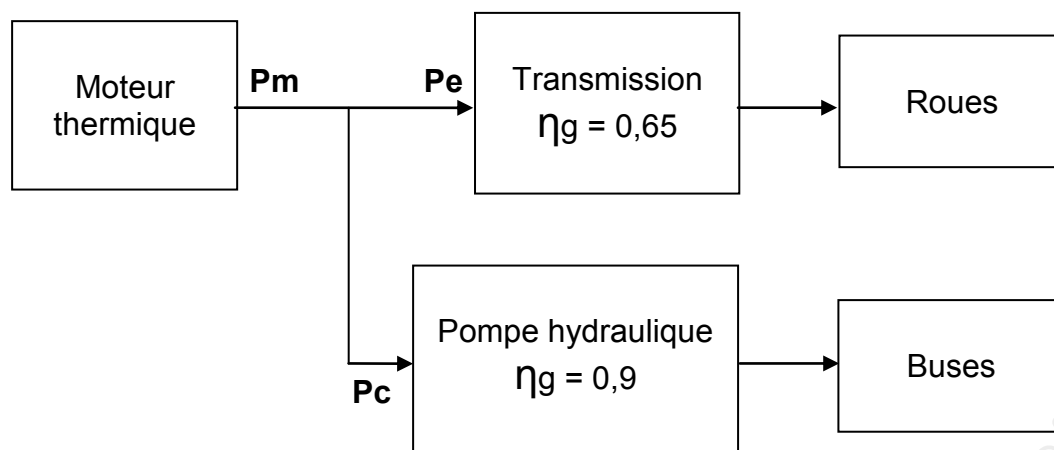 Moteur
thermique
Pm
Pe
Transmission
ηg = 0,65
Roues
Pompe hydraulique
ηg = 0,9
Pc
Buses